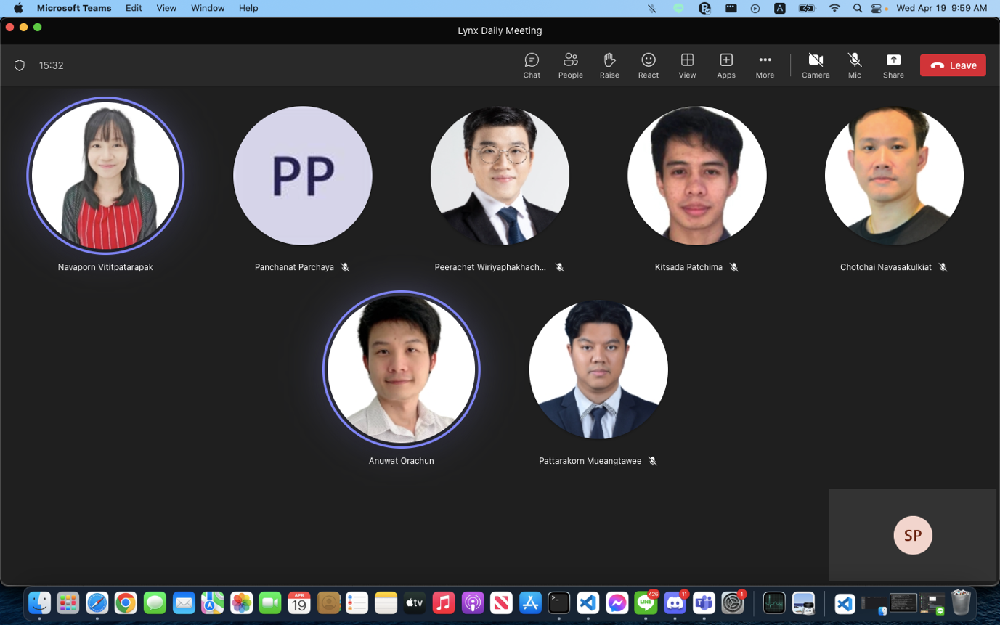 Microsoft Teams Edit View Window Help A Wed Apr 19 9:59 AM
Lynx Daily Meeting
15:32
Chat People Raise React View Apps More Camera Mic Share Leave
PP
Navaporn Vititpatarapak Panchanat Parchaya Peerachet Wiriyaphakhach... Kitsada Patchima Chotchai Navasakulkiat
Anuwat Orachun Pattarakorn Mueangtawee
SP
APR
19
tv
426
LINE
11
1